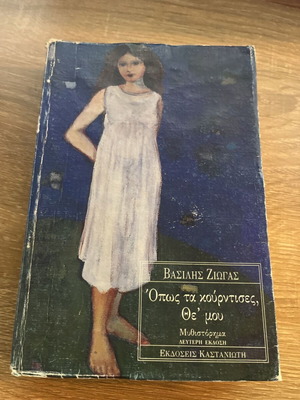 ΒΑΣΙΛΗΣ ΖΙΩΓΑΣ
Όπως τα κούρντισες,
Θε' μου
Μυθιστόρημα
ΔΕΥΤΕΡΗ ΕΚΔΟΣΗ
ΕΚΔΟΣΕΙΣ ΚΑΣΤΑΝΙΩΤΗ